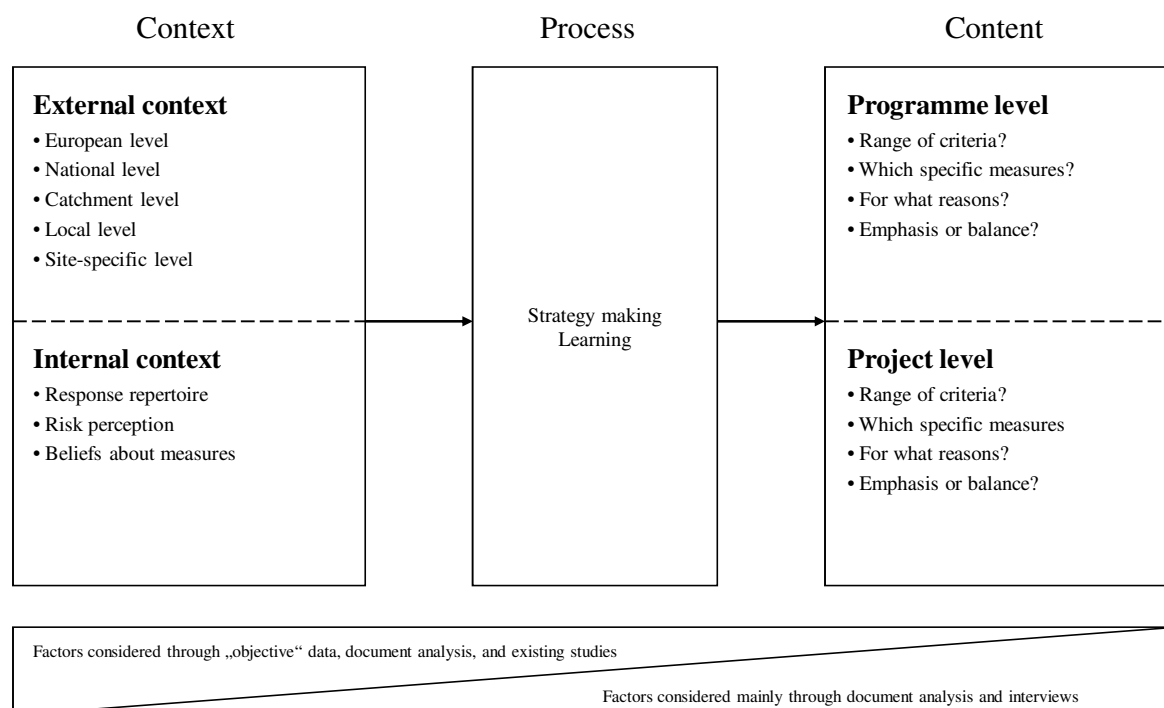 Context
Process
Content
External context
• European level
• National level
• Catchment level
• Local level
• Site-specific level
Internal context
• Response repertoire
• Risk perception
• Beliefs about measures
Strategy making
Learning
Programme level
• Range of criteria?
• Which specific measures?
• For what reasons?
• Emphasis or balance?
Project level
• Range of criteria?
• Which specific measures
• For what reasons?
• Emphasis or balance?
Factors considered through „objective“ data, document analysis, and existing studies
Factors considered mainly through document analysis and interviews